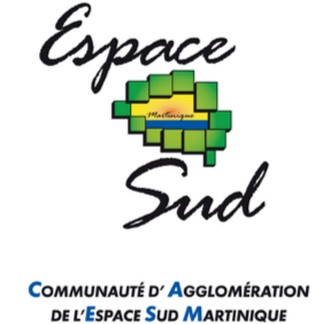 Espace
Martinique
Sud
COMMUNAUTÉ D' AGGLOMÉRATION
DE L'ESPACE SUD MARTINIQUE